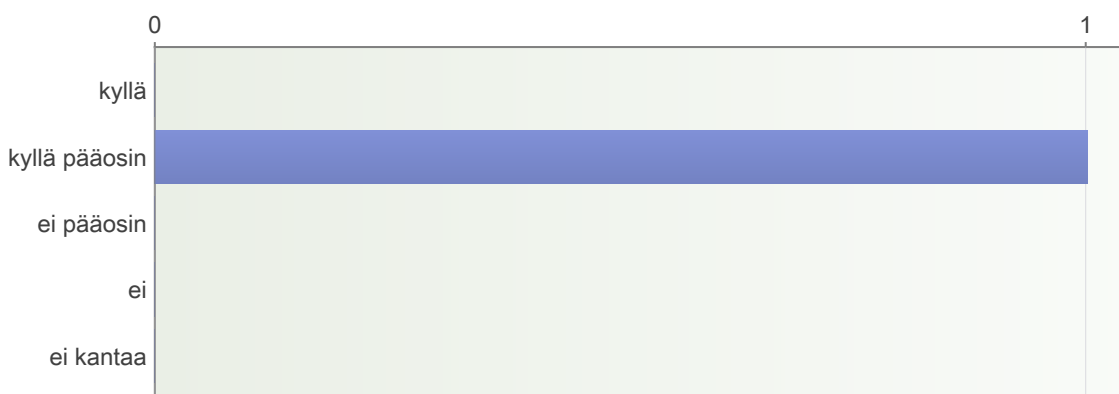 0 1
kyllä
kyllä pääosin
ei pääosin
ei
ei kantaa